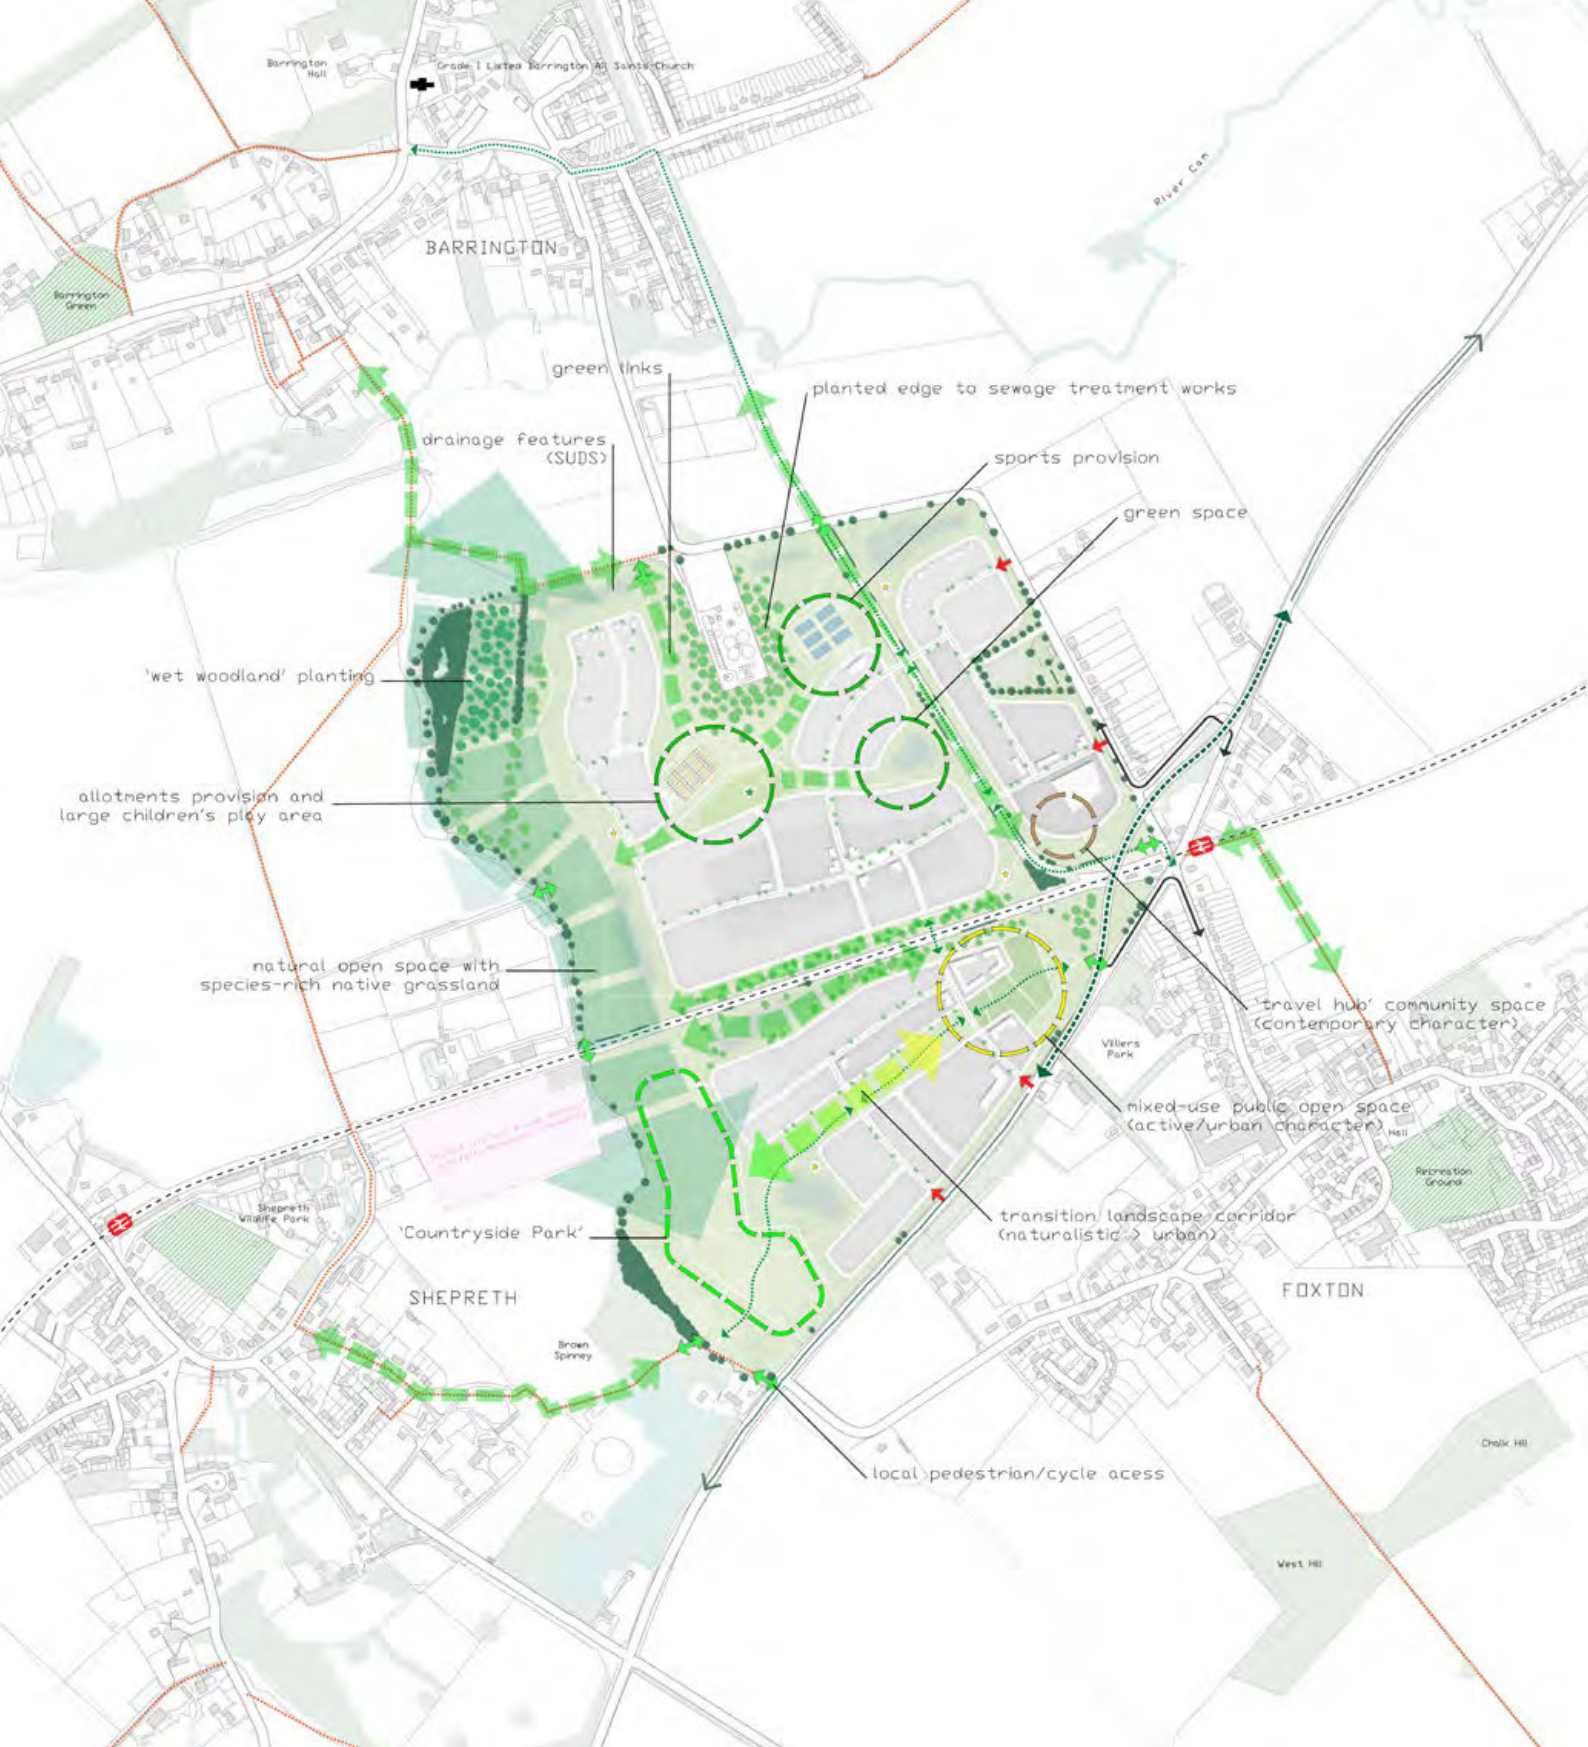 Barrington
Hall
Grade 1 Listed Barrington All Saints Church
River Cam
BARRINGTON
Barrington
Green
green links
planted edge to sewage treatment works
drainage features
(SUDS)
sports provision
green space
'wet woodland' planting
allotments provision and
large children's play area
natural open space with
species-rich native grassland
'travel hub' community space
(contemporary character)
Villiers
Park
mixed-use public open space
(active/urban character)
Hall
Recreation
Ground
Shepreth
Wildlife Park
transition landscape corridor
(naturalistic > urban)
'Countryside Park'
SHEPRETH
FOXTON
Brown
Spinney
Chalk Hill
local pedestrian/cycle acess
West Hill